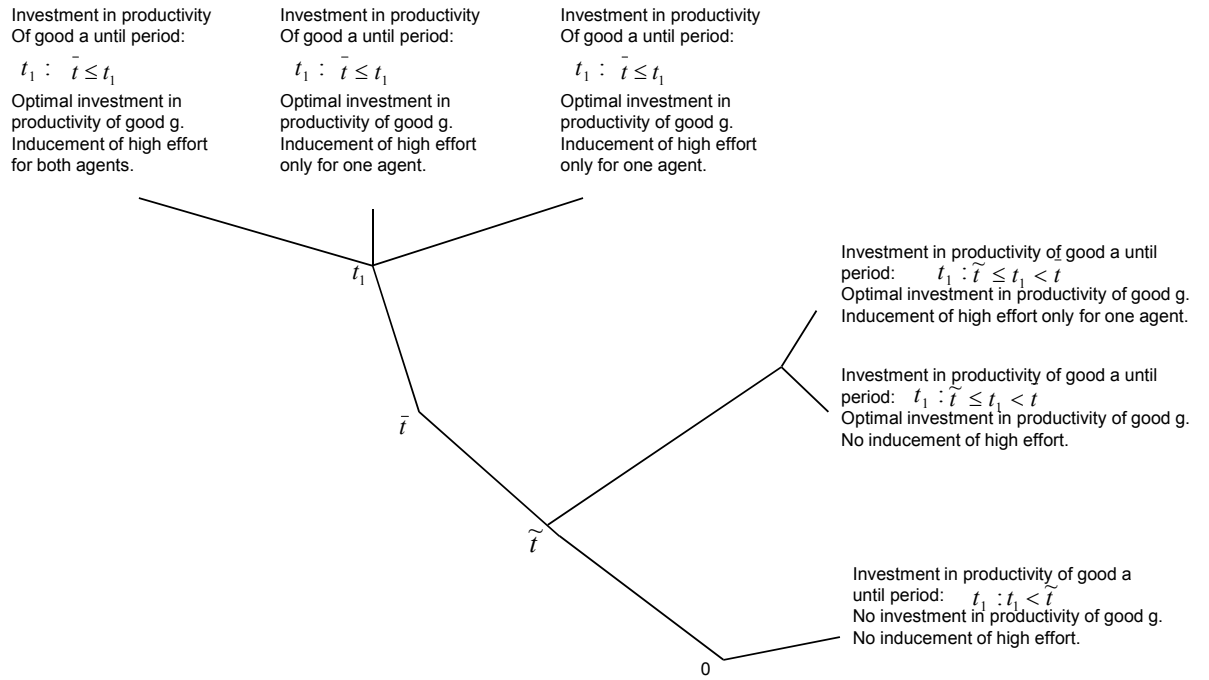 Investment in productivity
Of good a until period:
t₁ : t̄ ≤ t₁
Optimal investment in
productivity of good g.
Inducement of high effort
for both agents.
Investment in productivity
Of good a until period:
t₁ : t̄ ≤ t₁
Optimal investment in
productivity of good g.
Inducement of high effort
only for one agent.
Investment in productivity
Of good a until period:
t₁ : t̄ ≤ t₁
Optimal investment in
productivity of good g.
Inducement of high effort
only for one agent.
t₁
Investment in productivity of good a until
period: t₁ : t̃ ≤ t₁ < t̄
Optimal investment in productivity of good g.
Inducement of high effort only for one agent.
Investment in productivity of good a until
period: t₁ : t̃ ≤ t₁ < t̄
Optimal investment in productivity of good g.
No inducement of high effort.
t̄
t̃
Investment in productivity of good a
until period: t₁ : t₁ < t̃
No investment in productivity of good g.
No inducement of high effort.
0